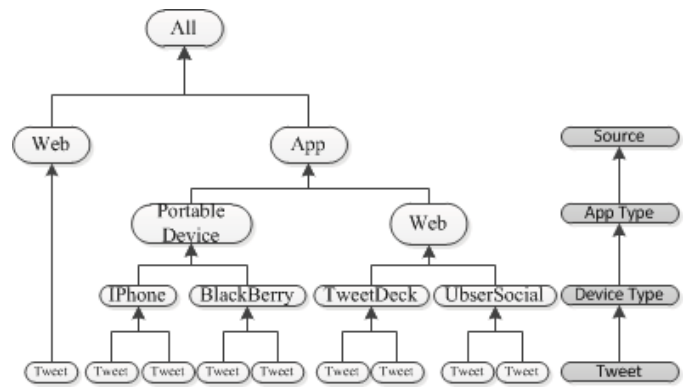 All
Web
App
Source
Portable
Device
Web
App Type
IPhone
BlackBerry
TweetDeck
UbserSocial
Device Type
Tweet
Tweet
Tweet
Tweet
Tweet
Tweet
Tweet
Tweet
Tweet
Tweet